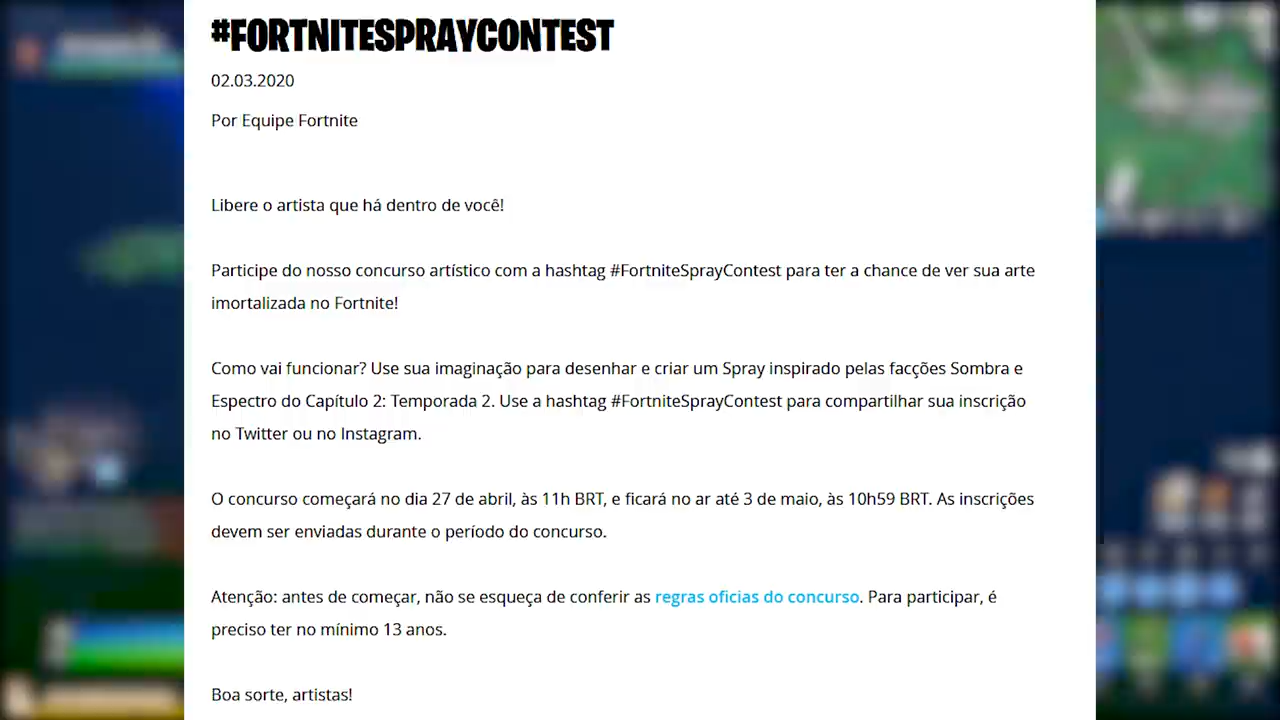 #FORTNITESPRAYCONTEST
02.03.2020
Por Equipe Fortnite
Libere o artista que há dentro de você!
Participe do nosso concurso artístico com a hashtag #FortniteSprayContest para ter a chance de ver sua arte
imortalizada no Fortnite!
Como vai funcionar? Use sua imaginação para desenhar e criar um Spray inspirado pelas facções Sombra e
Espectro do Capítulo 2: Temporada 2. Use a hashtag #FortniteSprayContest para compartilhar sua inscrição
no Twitter ou no Instagram.
O concurso começará no dia 27 de abril, às 11h BRT, e ficará no ar até 3 de maio, às 10h59 BRT. As inscrições
devem ser enviadas durante o período do concurso.
Atenção: antes de começar, não se esqueça de conferir as regras oficias do concurso. Para participar, é
preciso ter no mínimo 13 anos.
Boa sorte, artistas!